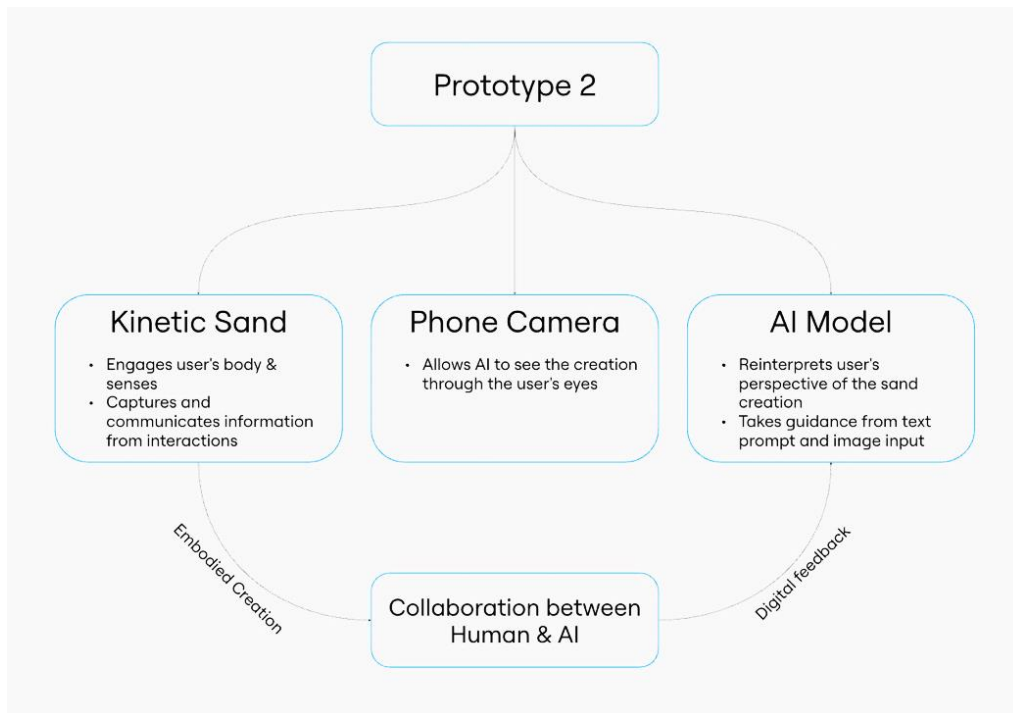 Prototype 2
Kinetic Sand
• Engages user's body &
senses
• Captures and
communicates information
from interactions
Phone Camera
• Allows AI to see the creation
through the user's eyes
AI Model
• Reinterprets user's
perspective of the sand
creation
• Takes guidance from text
prompt and image input
Embodied Creation
Collaboration between
Human & AI
Digital feedback